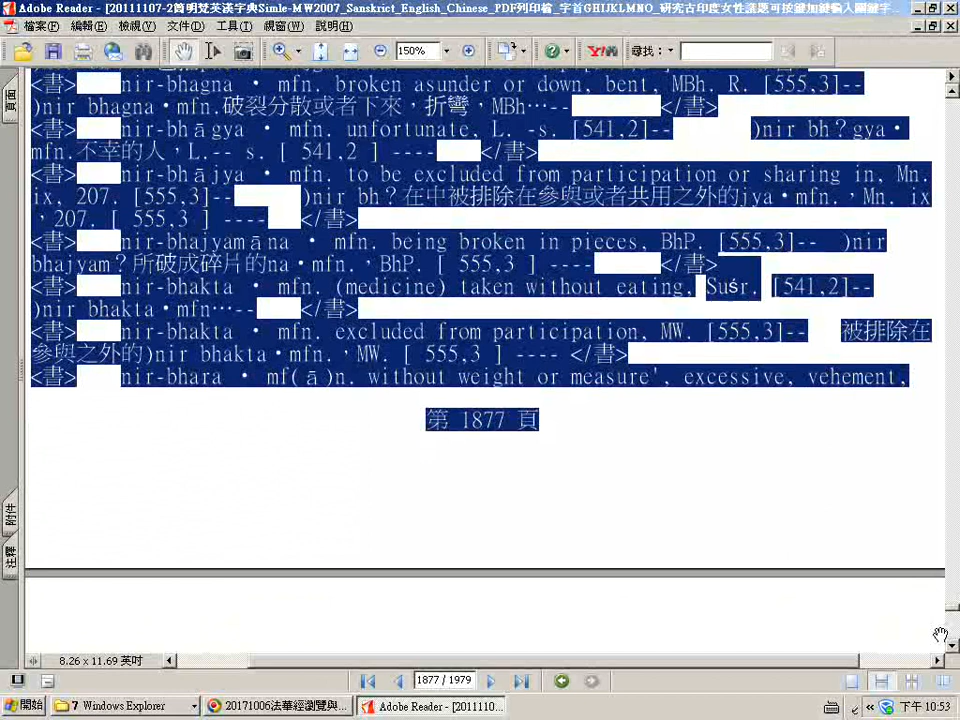 Adobe Reader - [20111107-2簡明梵英漢字典Simle-MW2007_Sanskrict_English_Chinese_PDF列印檔_字首GHIJKLMNO_研究古印度女性議題可按鍵加鍵輸入關鍵字...
檔案(F) 編輯(E) 檢視(V) 文件(D) 工具(T) 視窗(W) 說明(H)
150% 尋找：
頁面
<書> nir-bhagna · mfn. broken asunder or down, bent, MBh. R. [555,3]--
)nir bhagna·mfn.破裂分散或者下來，折彎，MBh…-- </書>
<書> nir-bhāgya · mfn. unfortunate, L. -s. [541,2]-- )nir bh？gya·
mfn.不幸的人，L.-- s. [ 541,2 ] ---- </書>
<書> nir-bhājya · mfn. to be excluded from participation or sharing in, Mn.
ix, 207. [555,3]-- )nir bh？在中被排除在參與或者共用之外的jya·mfn.，Mn. ix
，207. [ 555,3 ] ---- </書>
<書> nir-bhajyamāna · mfn. being broken in pieces, BhP. [555,3]-- )nir
bhajyam？所破成碎片的na·mfn.，BhP. [ 555,3 ] ---- </書>
<書> nir-bhakta · mfn. (medicine) taken without eating, Suśr. [541,2]--
)nir bhakta·mfn…-- </書>
<書> nir-bhakta · mfn. excluded from participation, MW. [555,3]-- 被排除在
參與之外的)nir bhakta·mfn.，MW. [ 555,3 ] ---- </書>
<書> nir-bhara · mf(ā)n. without weight or measure', excessive, vehement,
第 1877 頁
附件
注釋
8.26 x 11.69 英吋
1877 / 1979
開始 7 Windows Explorer 20171006法華經瀏覽與... Adobe Reader - [2011110... 下午 10:53